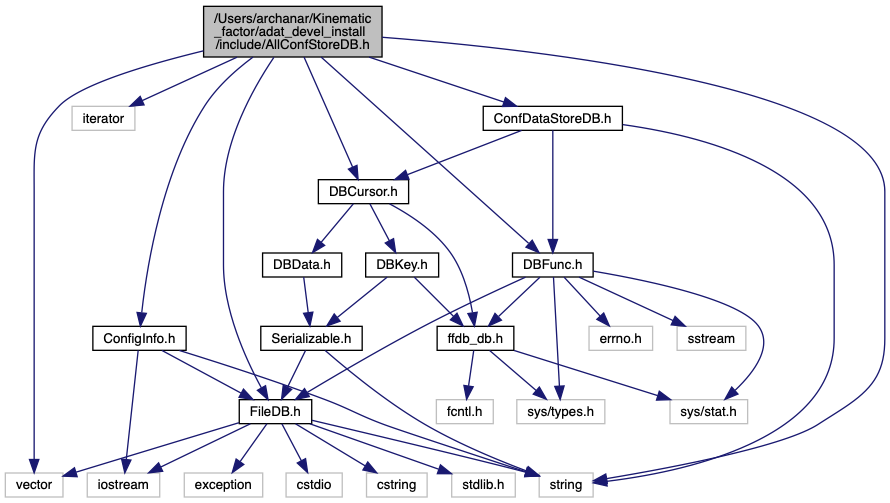 /Users/archanar/Kinematic
_factor/adat_devel_install
/include/AllConfStoreDB.h
iterator
ConfDataStoreDB.h
DBCursor.h
DBData.h
DBKey.h
DBFunc.h
ConfigInfo.h
Serializable.h
ffdb_db.h
errno.h
sstream
FileDB.h
fcntl.h
sys/types.h
sys/stat.h
vector
iostream
exception
cstdio
cstring
stdlib.h
string